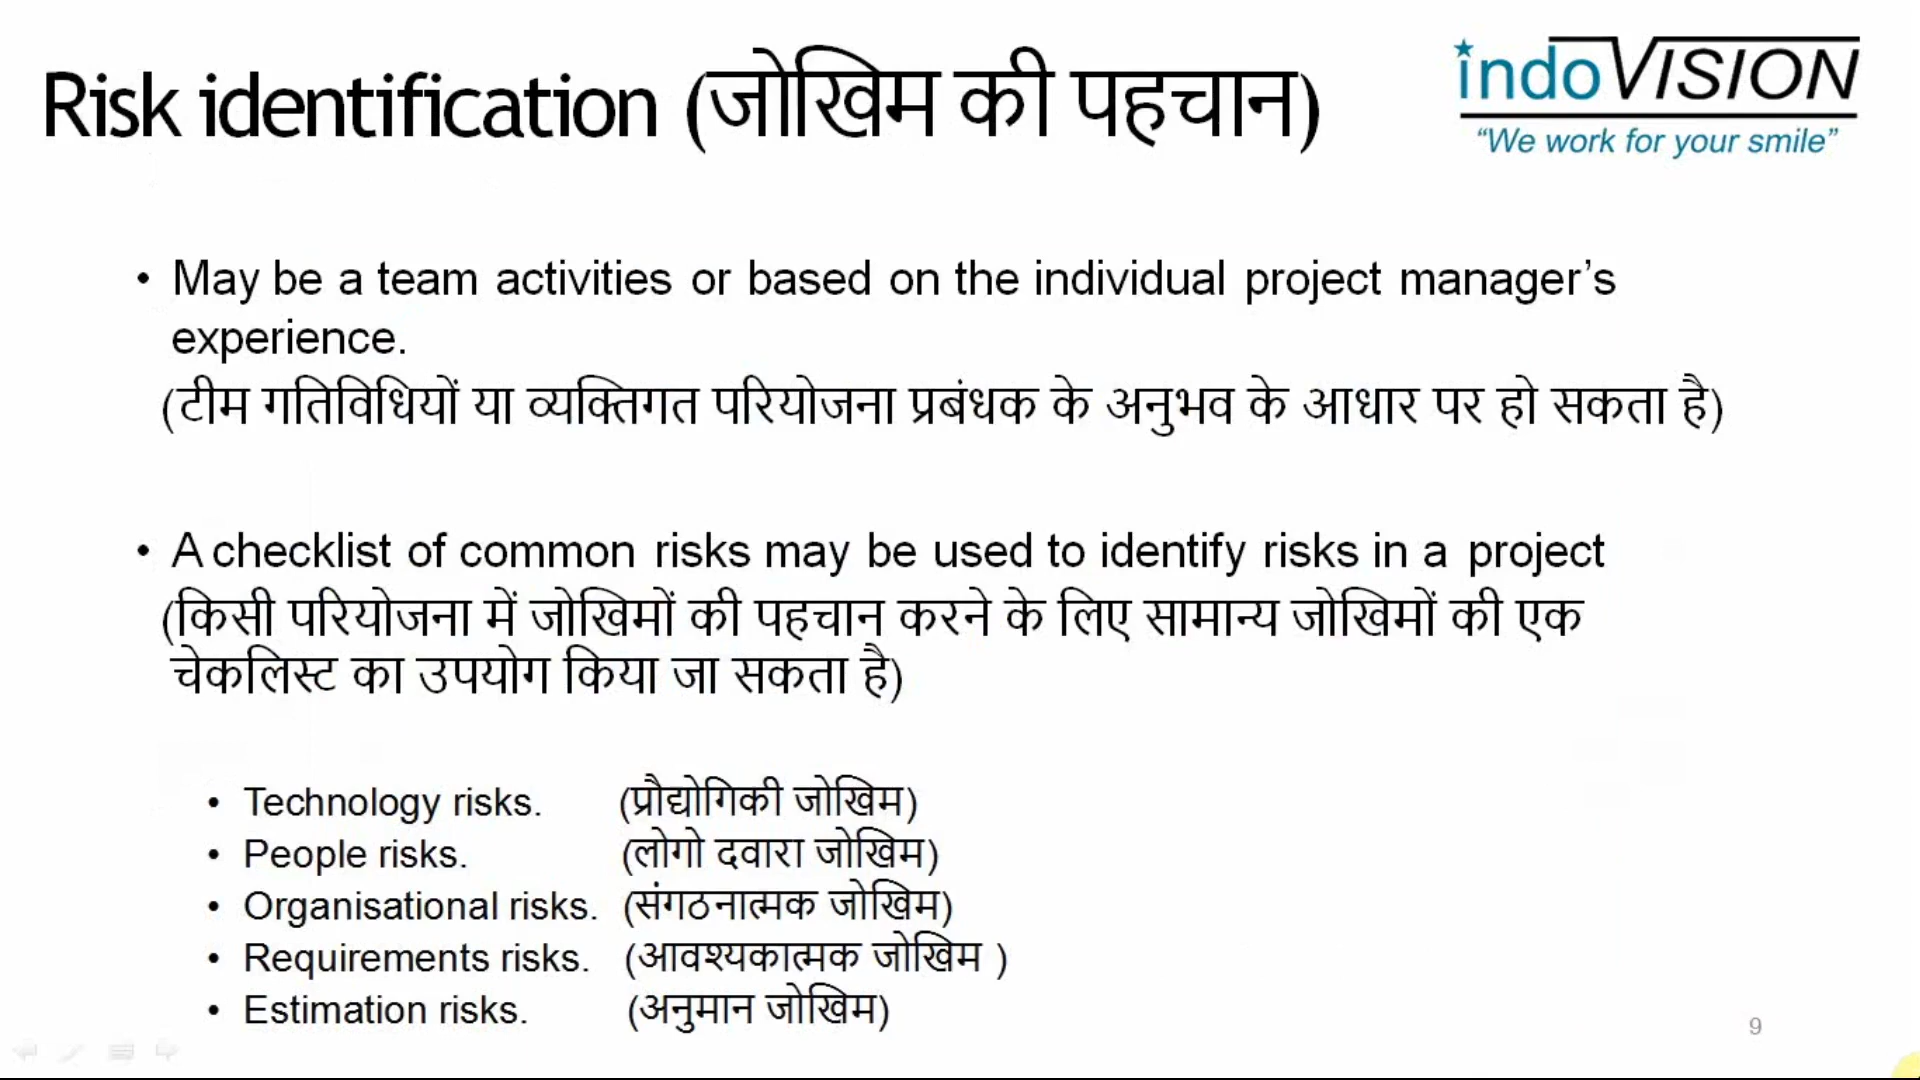 Risk identification (जोखिम की पहचान)
indoVISION
“We work for your smile”
• May be a team activities or based on the individual project manager’s
experience.
(टीम गतिविधियों या व्यक्तिगत परियोजना प्रबंधक के अनुभव के आधार पर हो सकता है)
• A checklist of common risks may be used to identify risks in a project
(किसी परियोजना में जोखिमों की पहचान करने के लिए सामान्य जोखिमों की एक
चेकलिस्ट का उपयोग किया जा सकता है)
• Technology risks. (प्रौद्योगिकी जोखिम)
• People risks. (लोगो दवारा जोखिम)
• Organisational risks. (संगठनात्मक जोखिम)
• Requirements risks. (आवश्यकात्मक जोखिम )
• Estimation risks. (अनुमान जोखिम)
9